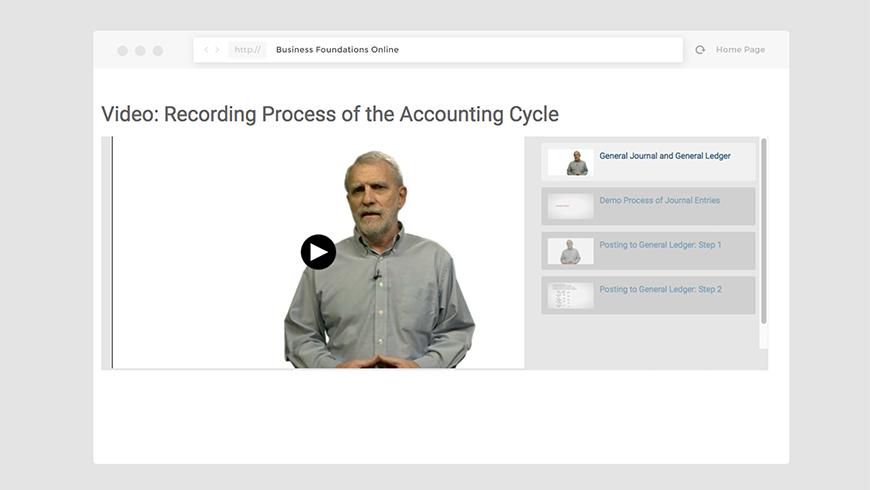 http://
Business Foundations Online
Home Page
Video: Recording Process of the Accounting Cycle
General Journal and General Ledger
Demo Process of Journal Entries
Posting to General Ledger: Step 1
Posting to General Ledger: Step 2